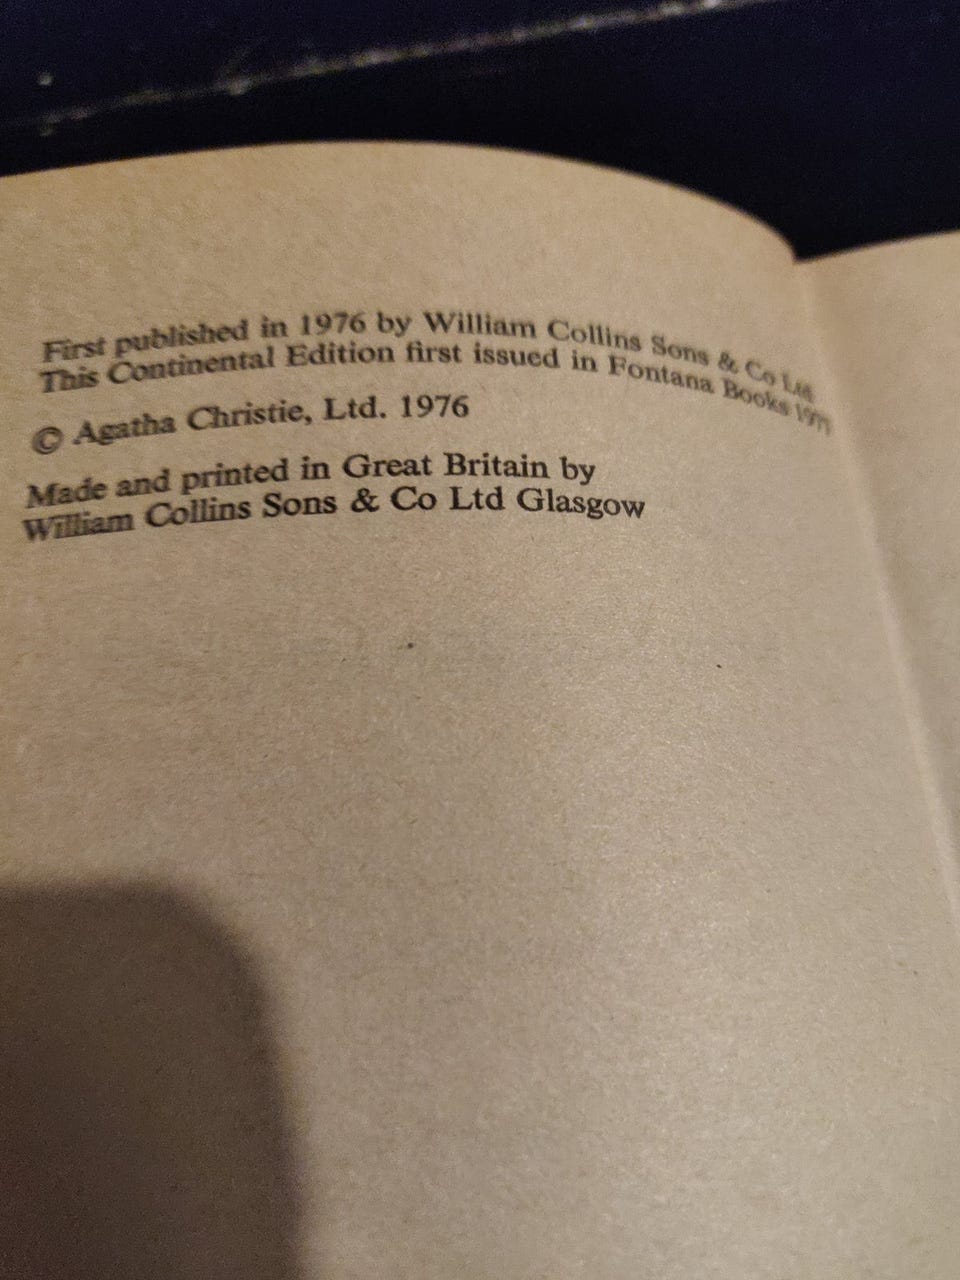 First published in 1976 by William Collins Sons & Co Ltd
This Continental Edition first issued in Fontana Books 1977
© Agatha Christie, Ltd. 1976
Made and printed in Great Britain by
William Collins Sons & Co Ltd Glasgow